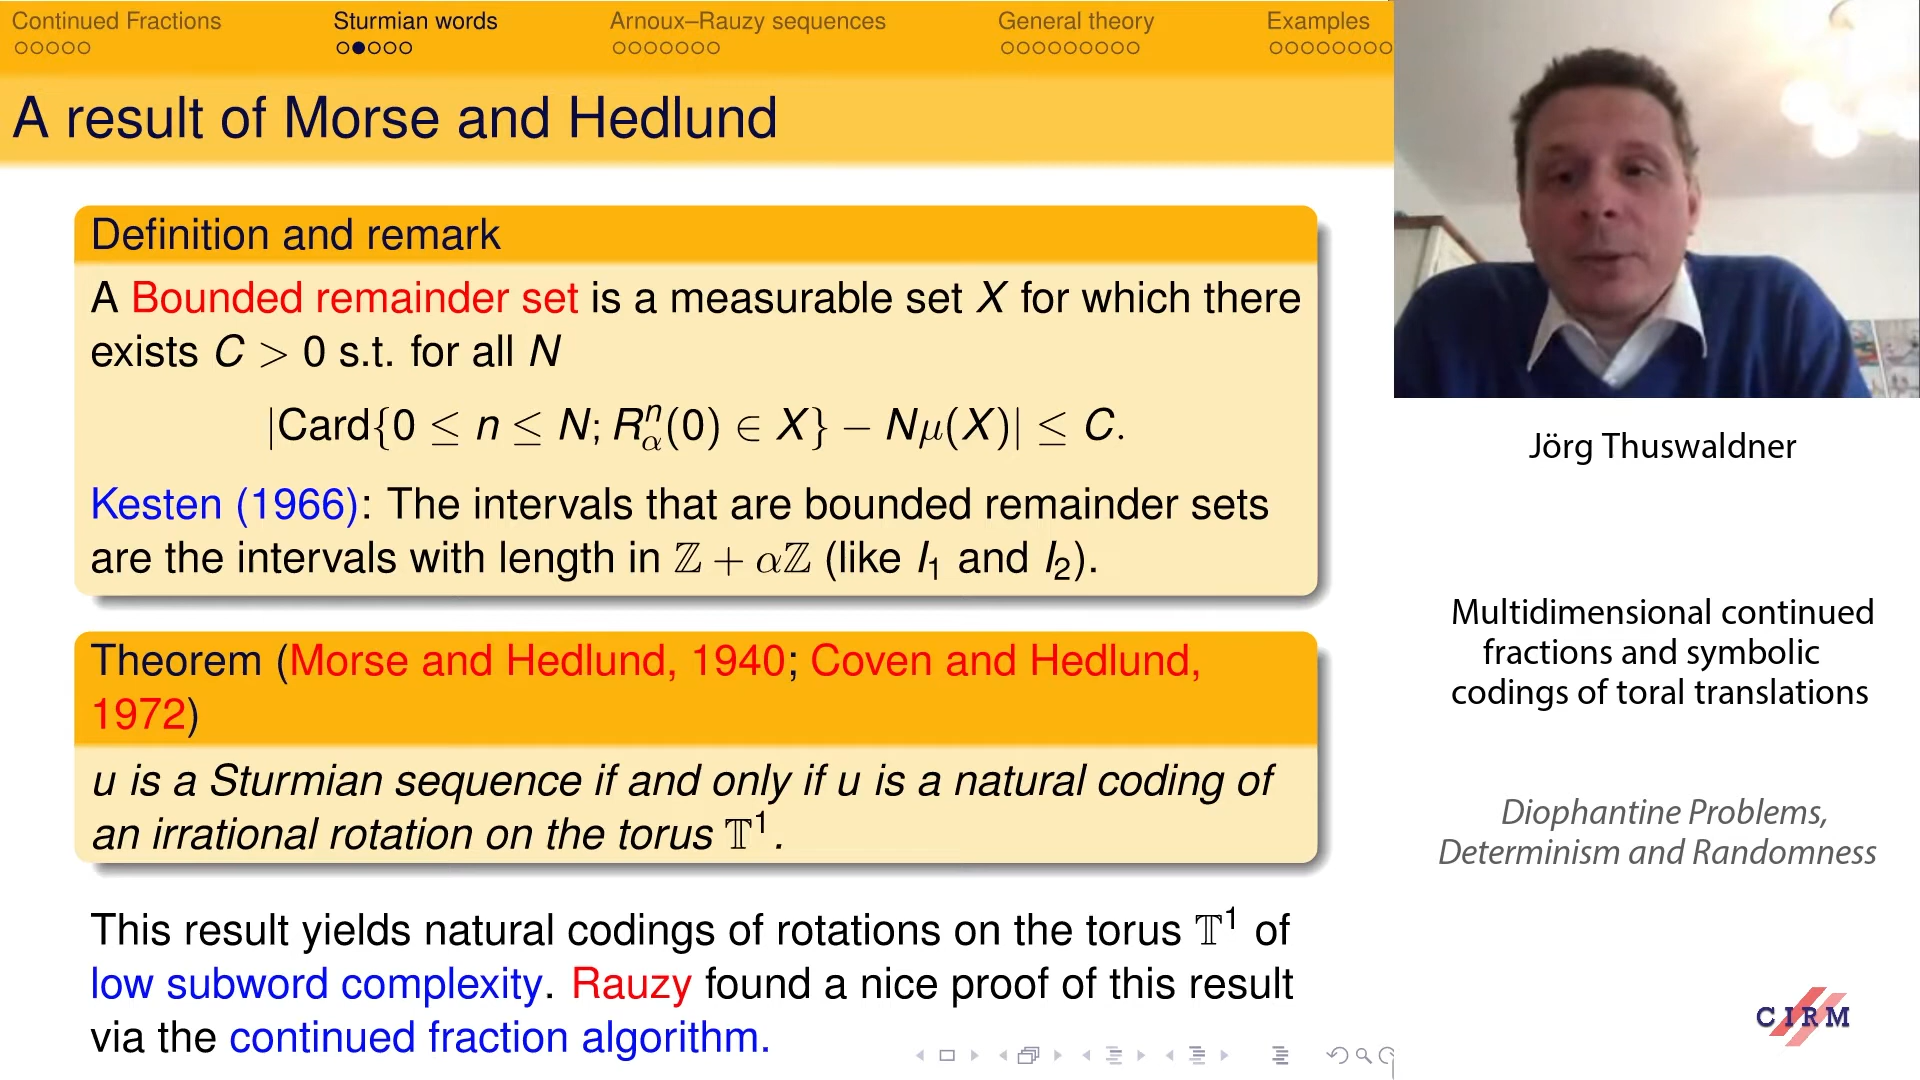 Continued Fractions
Sturmian words
Arnoux–Rauzy sequences
General theory
Examples
A result of Morse and Hedlund
Definition and remark
A Bounded remainder set is a measurable set X for which there
exists C > 0 s.t. for all N
|Card{0 ≤ n ≤ N; Rⁿ_α(0) ∈ X} − Nμ(X)| ≤ C.
Kesten (1966): The intervals that are bounded remainder sets
are the intervals with length in ℤ + αℤ (like I₁ and I₂).
Theorem (Morse and Hedlund, 1940; Coven and Hedlund,
1972)
u is a Sturmian sequence if and only if u is a natural coding of
an irrational rotation on the torus 𝕋¹.
This result yields natural codings of rotations on the torus 𝕋¹ of
low subword complexity. Rauzy found a nice proof of this result
via the continued fraction algorithm.
Jörg Thuswaldner
Multidimensional continued
fractions and symbolic
codings of toral translations
Diophantine Problems,
Determinism and Randomness
CIRM